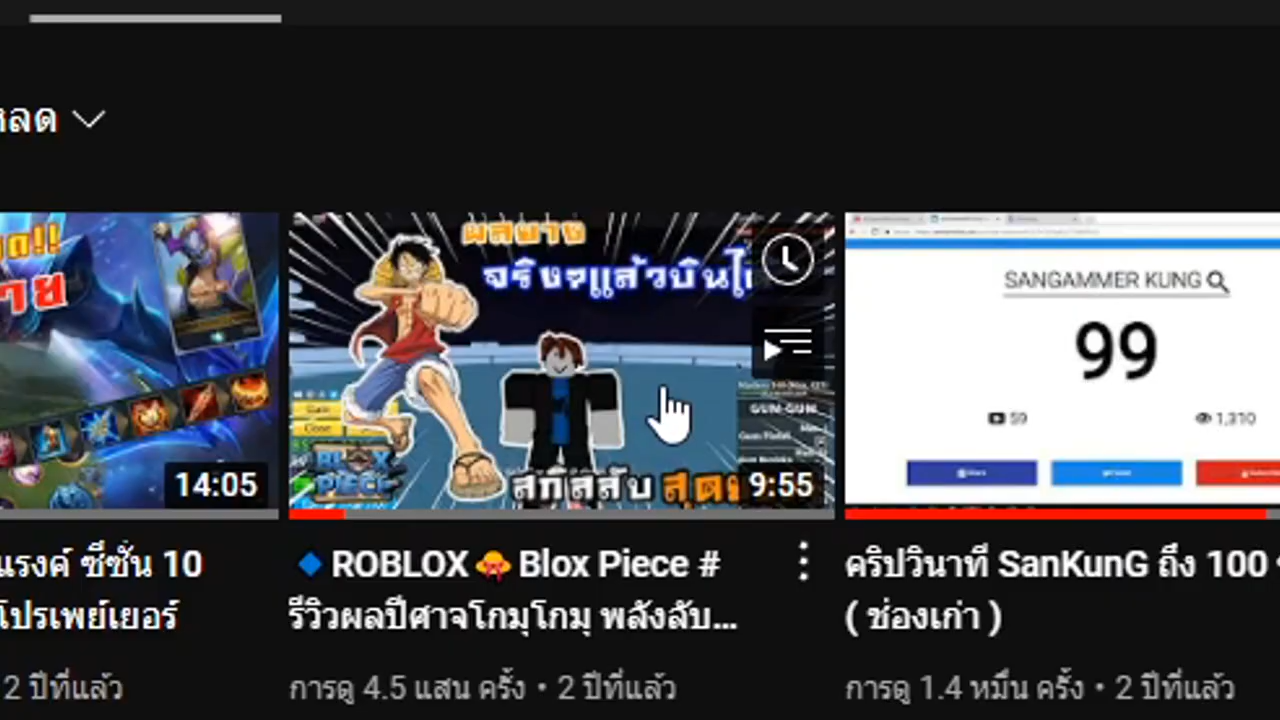 หลด
ผลยาง
จริงๆแล้วบินไ
BLOX
PIECE
สกิลลับ สุด
14:05
9:55
SANGAMMER KUNG
99
59
1,310
แรงค์ ซีซั่น 10
โปรเพย์เยอร์
2 ปีที่แล้ว
🔷 ROBLOX 👒 Blox Piece #
รีวิวผลปีศาจโกมุโกมุ พลังลับ...
การดู 4.5 แสน ครั้ง • 2 ปีที่แล้ว
คริปวินาที SanKunG ถึง 100
( ช่องเก่า )
การดู 1.4 หมื่น ครั้ง • 2 ปีที่แล้ว